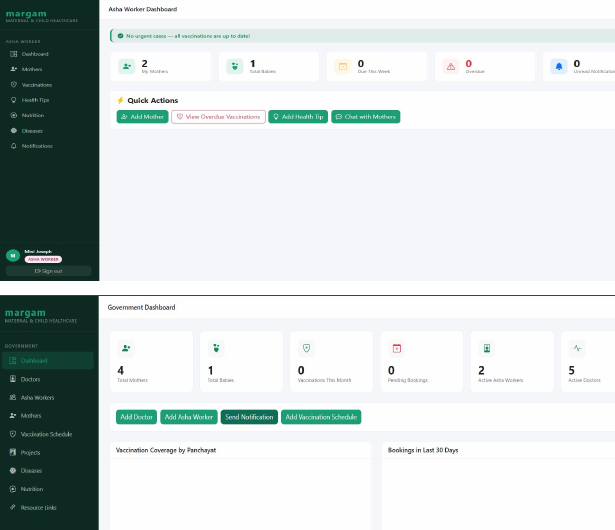 margam
MATERNAL & CHILD HEALTHCARE
ASHA WORKER
Dashboard
Mothers
Vaccinations
Health Tips
Nutrition
Diseases
Notifications
M
Mini Joseph
ASHA WORKER
Sign out
Asha Worker Dashboard
No urgent cases — all vaccinations are up to date!
2
My Mothers
1
Total Babies
0
Due This Week
0
Overdue
0
Unread Notification
⚡ Quick Actions
Add Mother
View Overdue Vaccinations
Add Health Tip
Chat with Mothers
margam
MATERNAL & CHILD HEALTHCARE
GOVERNMENT
Dashboard
Doctors
Asha Workers
Mothers
Vaccination Schedule
Projects
Diseases
Nutrition
Resource Links
Government Dashboard
4
Total Mothers
1
Total Babies
0
Vaccinations This Month
0
Pending Bookings
2
Active Asha Workers
5
Active Doctors
Add Doctor
Add Asha Worker
Send Notification
Add Vaccination Schedule
Vaccination Coverage by Panchayat
Bookings in Last 30 Days